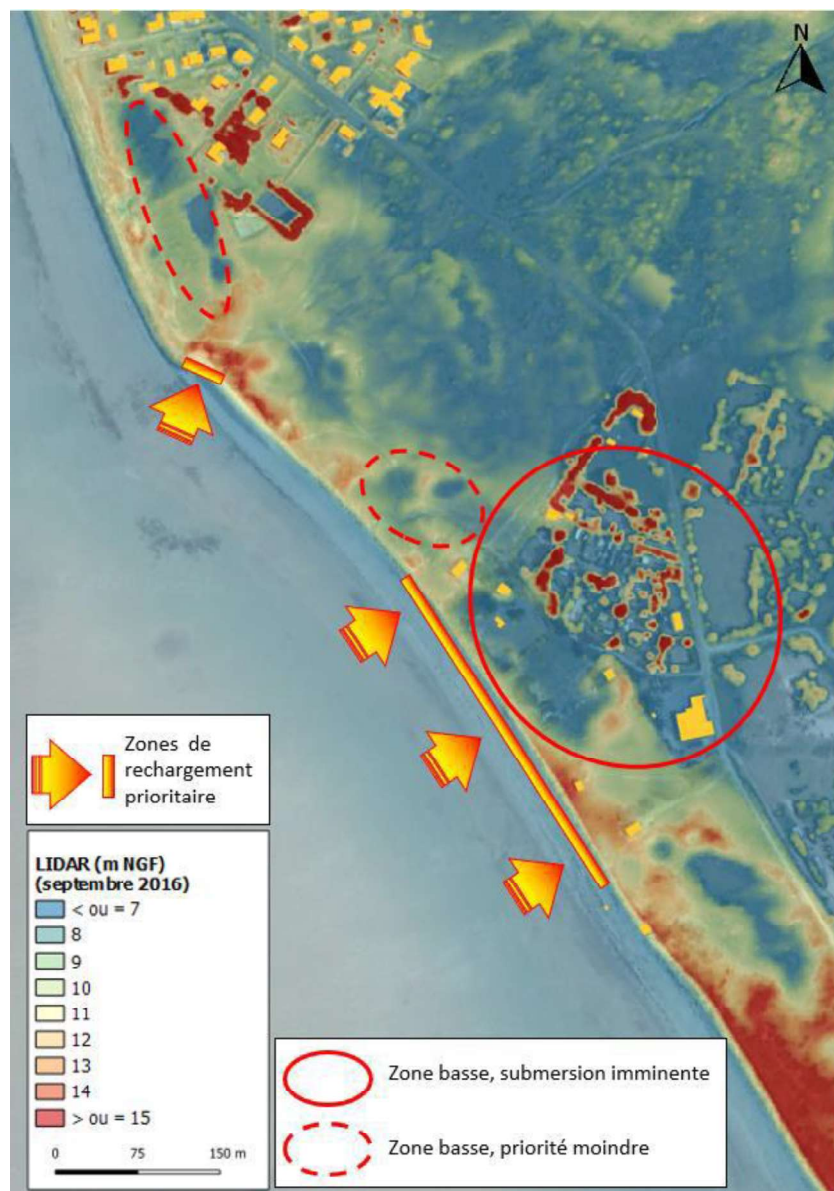 N
Zones de
rechargement
prioritaire
LIDAR (m NGF)
(septembre 2016)
< ou = 7
8
9
10
11
12
13
14
> ou = 15
0 75 150 m
Zone basse, submersion imminente
Zone basse, priorité moindre